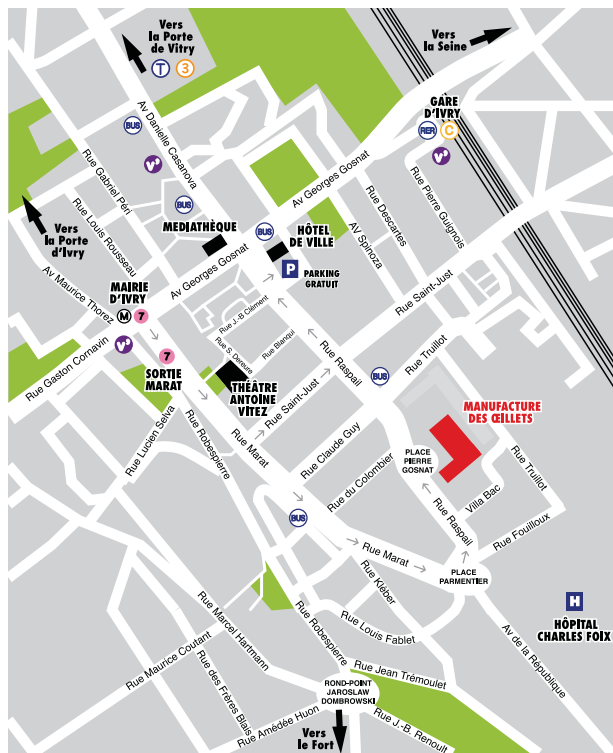 Vers
la Porte
de Vitry
T 3
Vers
la Seine
GARE
D'IVRY
RER C
BUS
Av Danielle Casanova
V
V
Rue Gabriel Péri
BUS
Av Georges Gosnat
Rue Pierre Guignois
Rue Descartes
AV Spinoza
MEDIATHÈQUE
BUS
HÔTEL
DE VILLE
Vers
la Porte
d'Ivry
Rue Louis Rousseau
Av Georges Gosnat
P PARKING
GRATUIT
Rue Saint-Just
Av Maurice Thorez
MAIRIE
D'IVRY
M 7
Rue J.-B Clément
Rue S. Dereure
Rue Blanqui
Rue Raspail
Rue Truillot
Rue Gaston Cornavin
V
7
SORTIE
MARAT
THÉÂTRE
ANTOINE
VITEZ
BUS
Rue Saint-Just
MANUFACTURE
DES ŒILLETS
Rue Lucien Selva
Rue Robespierre
Rue Marat
Rue Claude Guy
Rue du Colombier
PLACE
PIERRE
GOSNAT
Rue Truillot
Villa Bac
Rue Raspail
Rue Fouilloux
BUS
Rue Marat
PLACE
PARMENTIER
Rue Kléber
H
HÔPITAL
CHARLES FOIX
Rue Louis Fablet
Av de la République
Rue Robespierre
Rue Marcel Hartmann
Rue Maurice Coutant
Rue des Frères Blais
Rue Jean Trémoulet
ROND-POINT
JAROSLAW
DOMBROWSKI
Rue Amédée Huon
Rue J.-B. Renoult
Vers
le Fort